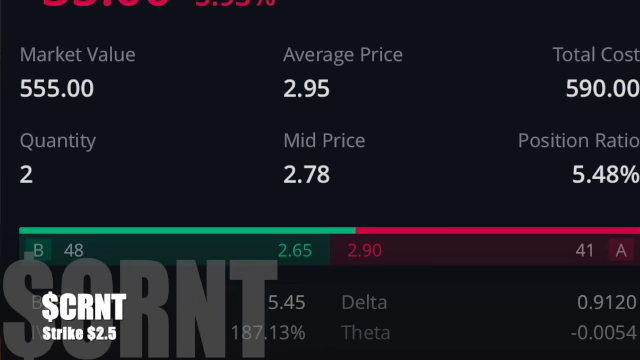 Market Value Average Price Total Cost
555.00 2.95 590.00
Quantity Mid Price Position Ratio
2 2.78 5.48%
B 48 2.65 2.90 41 A
$CRNT
5.45 Delta 0.9120
$CRNT
Strike $2.5
187.13% Theta -0.0054